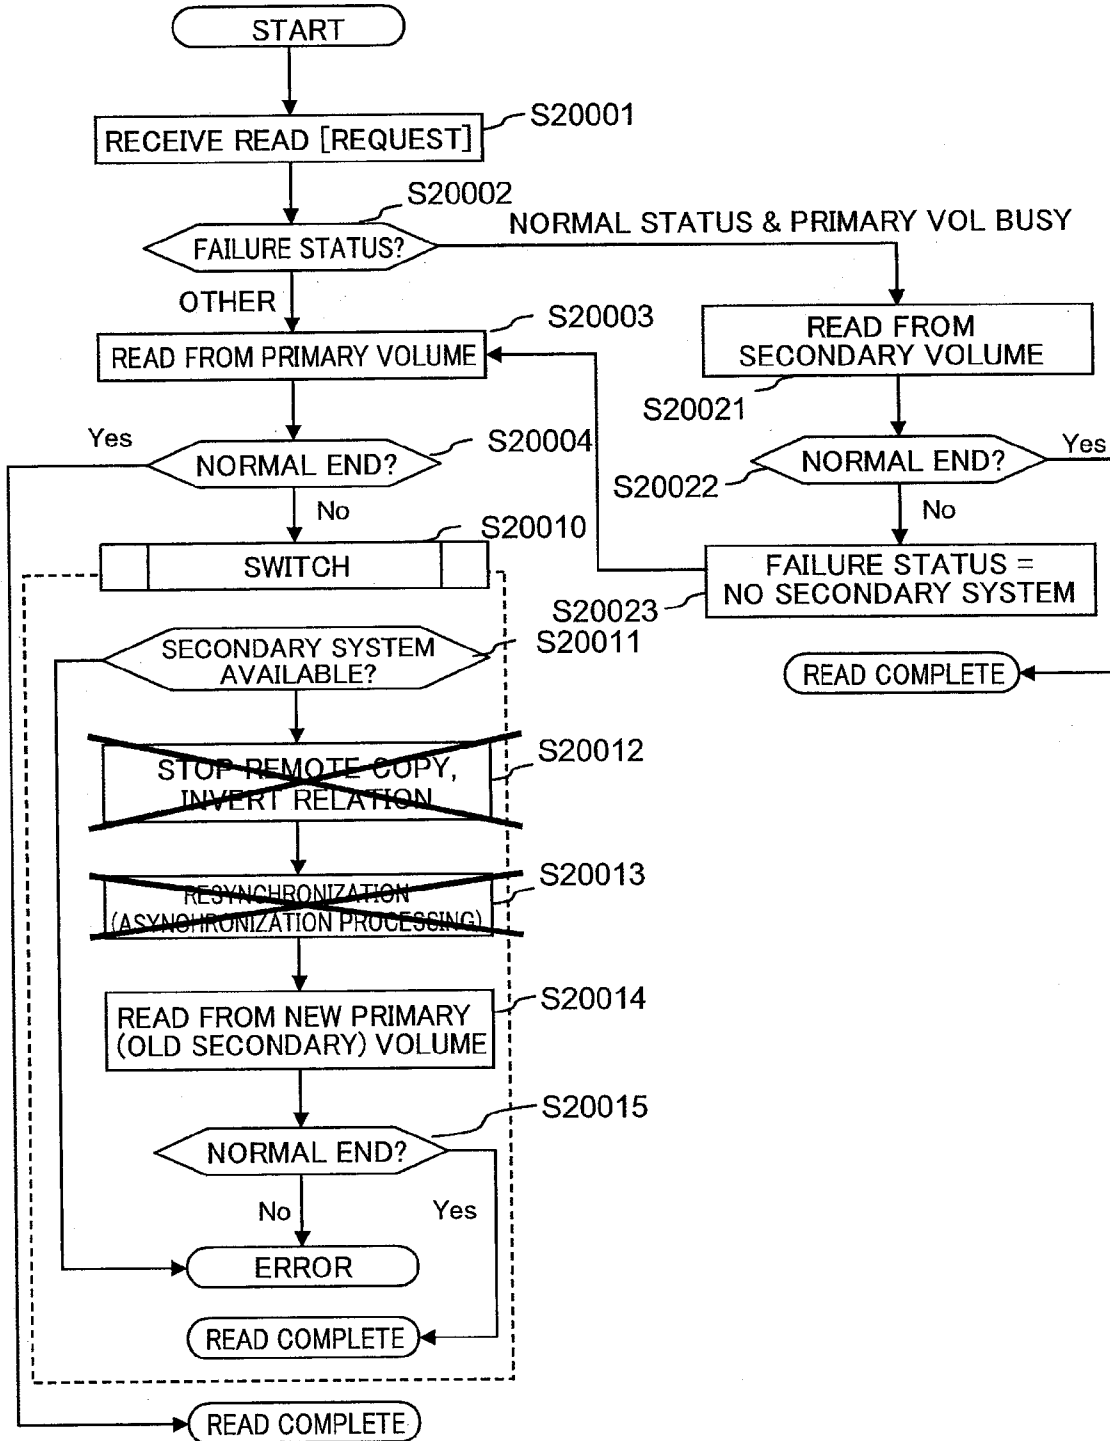 START
S20001
RECEIVE READ [REQUEST]
S20002
NORMAL STATUS & PRIMARY VOL BUSY
FAILURE STATUS?
OTHER
S20003
READ FROM PRIMARY VOLUME
READ FROM
SECONDARY VOLUME
S20021
Yes
S20004
NORMAL END?
Yes
NORMAL END?
S20022
No
No
S20010
SWITCH
FAILURE STATUS =
NO SECONDARY SYSTEM
S20023
SECONDARY SYSTEM
AVAILABLE?
S20011
READ COMPLETE
S20012
STOP REMOTE COPY,
INVERT RELATION
S20013
RESYNCHRONIZATION
(ASYNCHRONIZATION PROCESSING)
S20014
READ FROM NEW PRIMARY
(OLD SECONDARY) VOLUME
S20015
NORMAL END?
No
Yes
ERROR
READ COMPLETE
READ COMPLETE